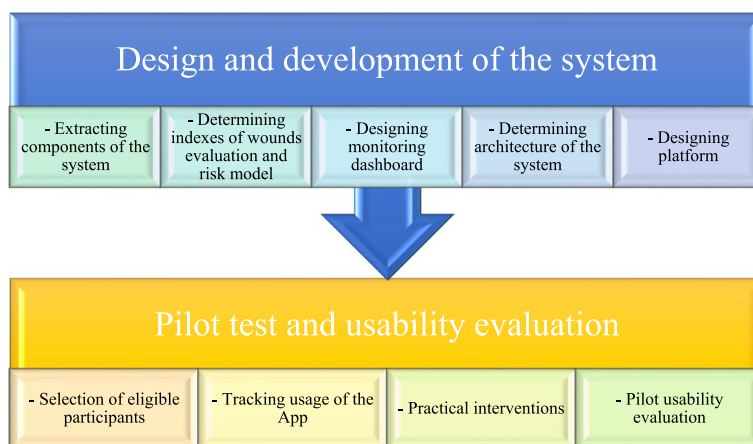 Design and development of the system
- Extracting
components of the
system
- Determining
indexes of wounds
evaluation and
risk model
- Designing
monitoring
dashboard
- Determining
architecture of the
system
- Designing
platform
Pilot test and usability evaluation
- Selection of eligible
participants
- Tracking usage of the
App
- Practical interventions
- Pilot usability
evaluation